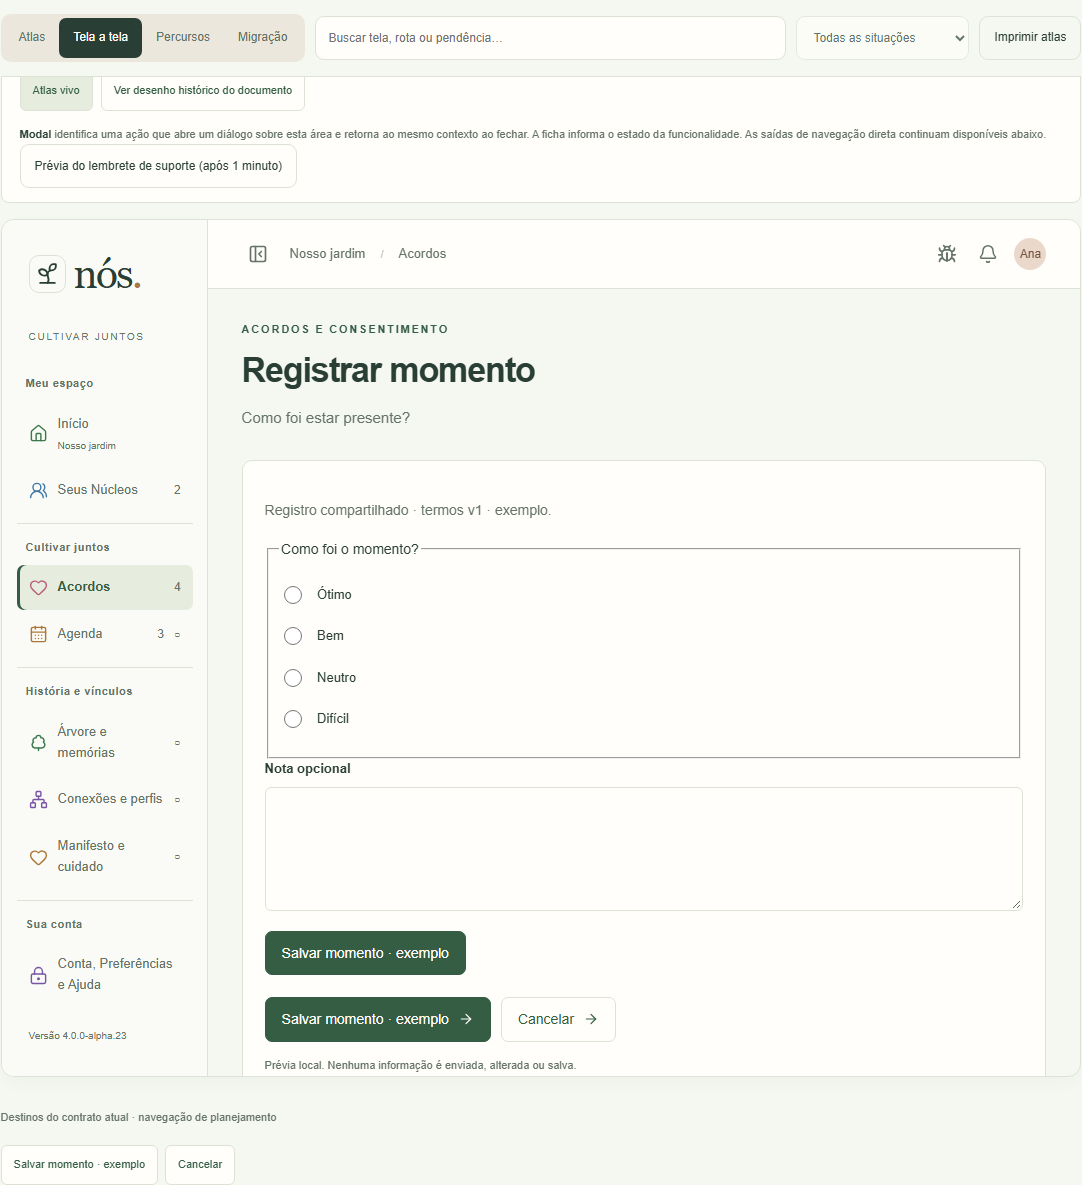 Atlas
Tela a tela
Percursos
Migração
Buscar tela, rota ou pendência...
Todas as situações
Imprimir atlas
Atlas vivo
Ver desenho histórico do documento
Modal identifica uma ação que abre um diálogo sobre esta área e retorna ao mesmo contexto ao fechar. A ficha informa o estado da funcionalidade. As saídas de navegação direta continuam disponíveis abaixo.
Prévia do lembrete de suporte (após 1 minuto)
nós.
CULTIVAR JUNTOS
Meu espaço
Início
Nosso jardim
Seus Núcleos 2
Cultivar juntos
Acordos 4
Agenda 3
História e vínculos
Árvore e
memórias
Conexões e perfis
Manifesto e
cuidado
Sua conta
Conta, Preferências
e Ajuda
Versão 4.0.0-alpha.23
Nosso jardim / Acordos
Ana
ACORDOS E CONSENTIMENTO
Registrar momento
Como foi estar presente?
Registro compartilhado · termos v1 · exemplo.
Como foi o momento?
Ótimo
Bem
Neutro
Difícil
Nota opcional
Salvar momento · exemplo
Salvar momento · exemplo →
Cancelar →
Prévia local. Nenhuma informação é enviada, alterada ou salva.
Destinos do contrato atual · navegação de planejamento
Salvar momento · exemplo
Cancelar